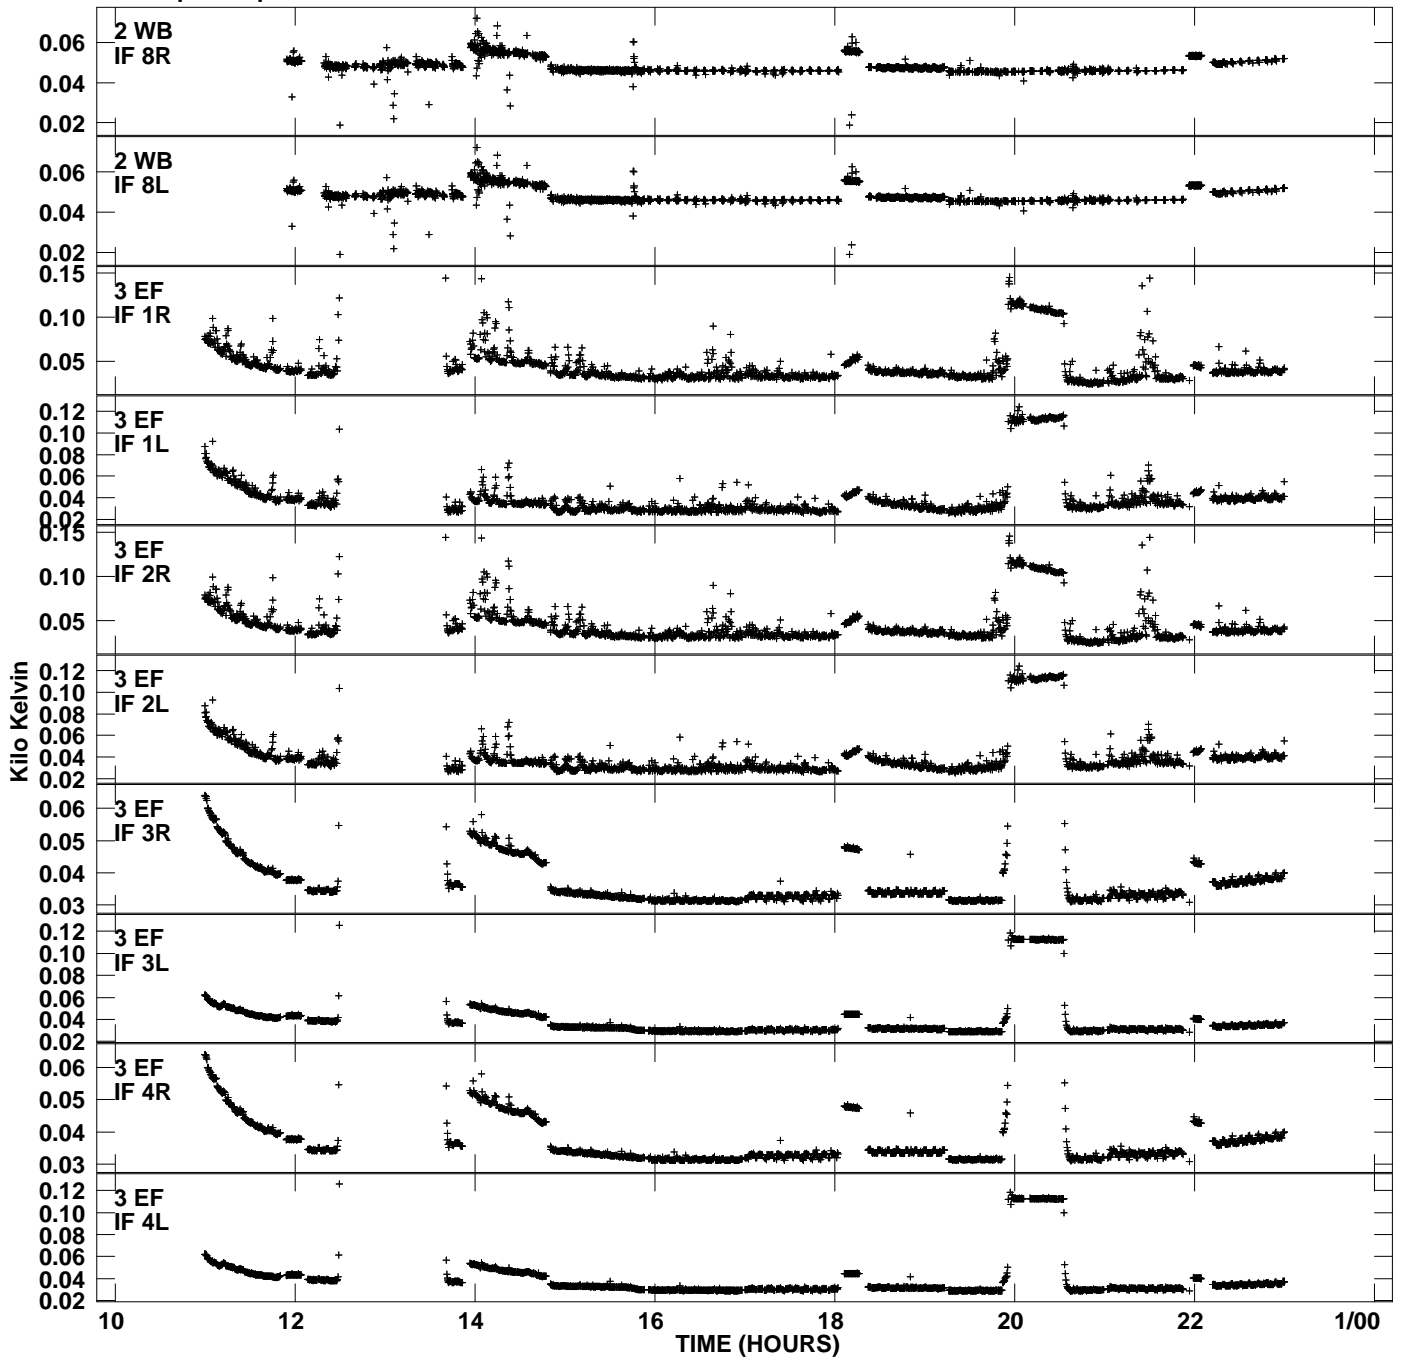 2 WB
IF 8R
0.06
0.04
0.02
2 WB
IF 8L
0.06
0.04
0.02
3 EF
IF 1R
0.15
0.10
0.05
3 EF
IF 1L
0.12
0.10
0.08
0.06
0.04
0.02
3 EF
IF 2R
0.15
0.10
0.05
3 EF
IF 2L
0.12
0.10
0.08
0.06
0.04
0.02
3 EF
IF 3R
0.06
0.05
0.04
0.03
3 EF
IF 3L
0.12
0.10
0.08
0.06
0.04
0.02
3 EF
IF 4R
0.06
0.05
0.04
0.03
3 EF
IF 4L
0.12
0.10
0.08
0.06
0.04
0.02
Kilo Kelvin
10 12 14 16 18 20 22 1/00
TIME (HOURS)